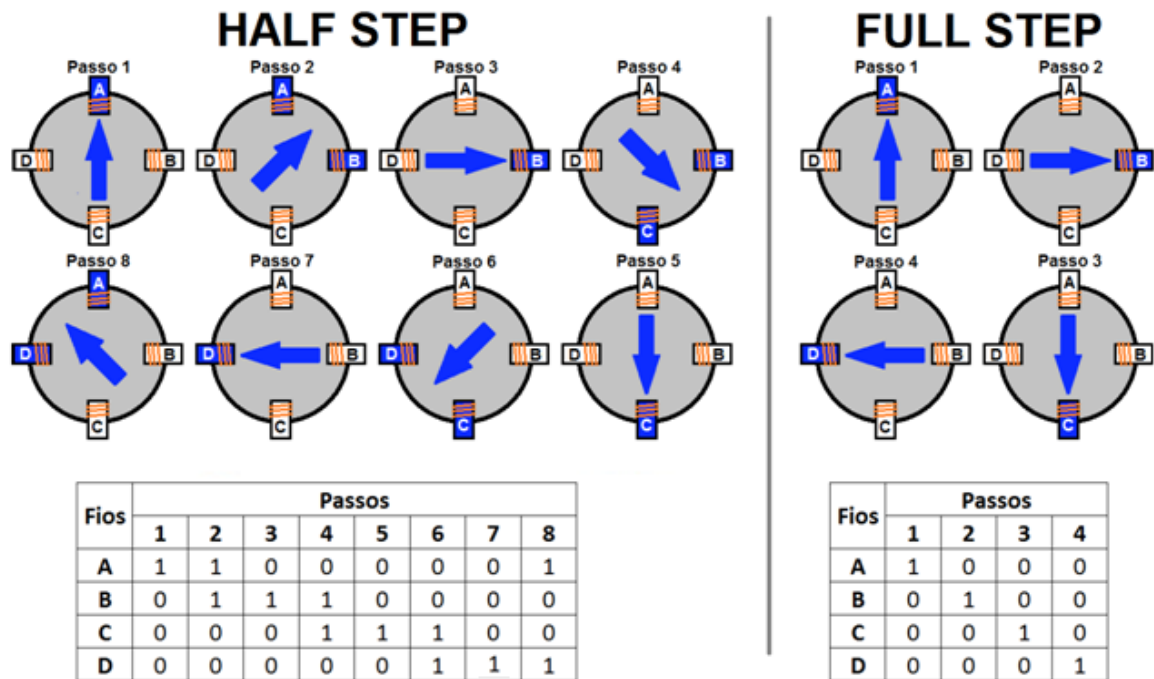 HALF STEP
Passo 1 Passo 2 Passo 3 Passo 4
A A A A
D B D B D B D B
C C C C
Passo 8 Passo 7 Passo 6 Passo 5
A A A A
D B D B D B D B
C C C C
Fios Passos
1 2 3 4 5 6 7 8
A 1 1 0 0 0 0 0 1
B 0 1 1 1 0 0 0 0
C 0 0 0 1 1 1 0 0
D 0 0 0 0 0 1 1 1
FULL STEP
Passo 1 Passo 2
A A
D B D B
C C
Passo 4 Passo 3
A A
D B D B
C C
Fios Passos
1 2 3 4
A 1 0 0 0
B 0 1 0 0
C 0 0 1 0
D 0 0 0 1